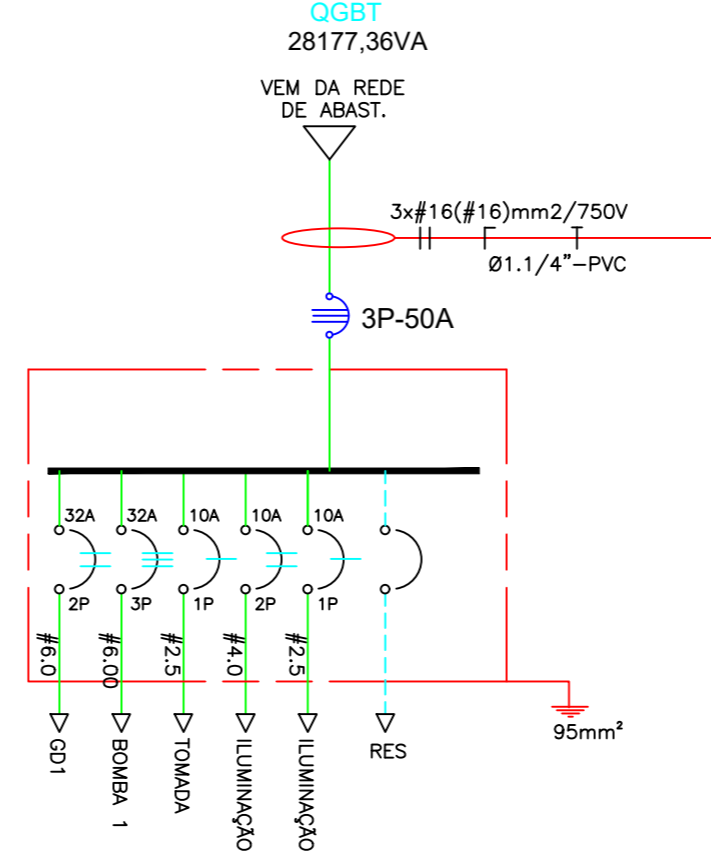 QGBT
28177,36VA
VEM DA REDE
DE ABAST.
3x#16(#16)mm2/750V
Ø1.1/4"-PVC
3P-50A
32A
32A
10A
10A
10A
2P
3P
1P
2P
1P
#6.0
#6.00
#2.5
#4.0
#2.5
GD1
BOMBA 1
TOMADA
ILUMINAÇÃO
ILUMINAÇÃO
RES
95mm²